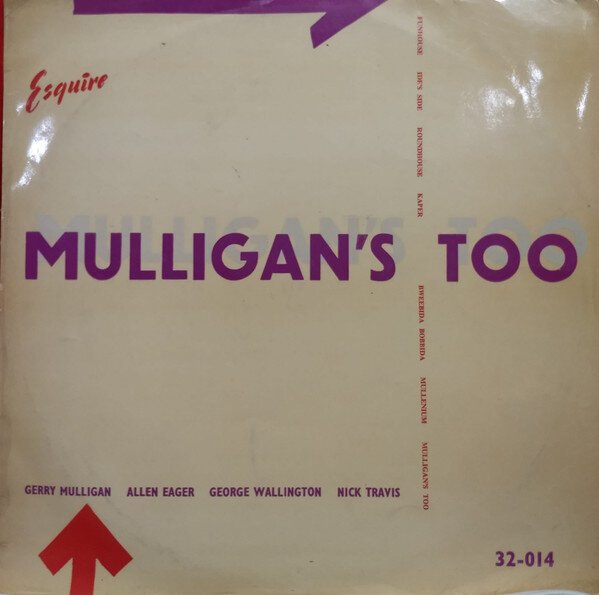 Esquire
FUNHOUSE IDE'S SIDE ROUNDHOUSE KAPER BWEEBIDA BOBBIDA MULLENIUM MULLIGAN'S TOO
MULLIGAN'S TOO
GERRY MULLIGAN ALLEN EAGER GEORGE WALLINGTON NICK TRAVIS
32-014